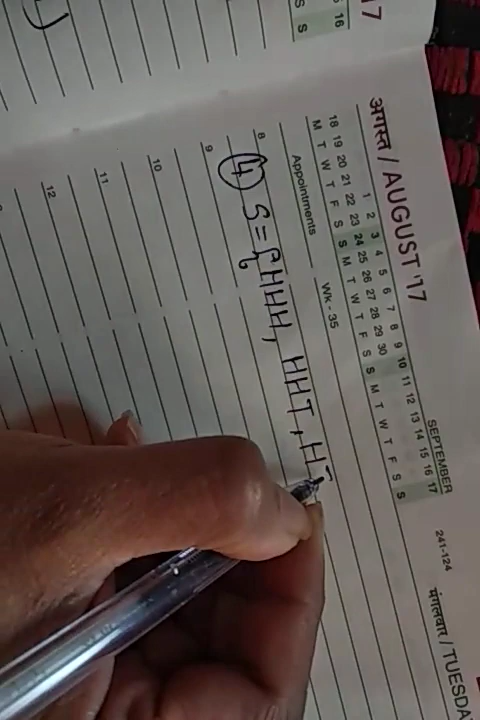 17
16
S S
अगस्त / AUGUST '17
SEPTEMBER
1 2 3 4 5 6 7 8 9 10 11 12 13 14 15 16 17
18 19 20 21 22 23 24 25 26 27 28 29 30
M T W T F S S M T W T F S S M T W T F S S
241-124
मंगलवार / TUESDA
Appointments
Wk - 35
8
④ S = { HHH, HHT, HT
9
10
11
12